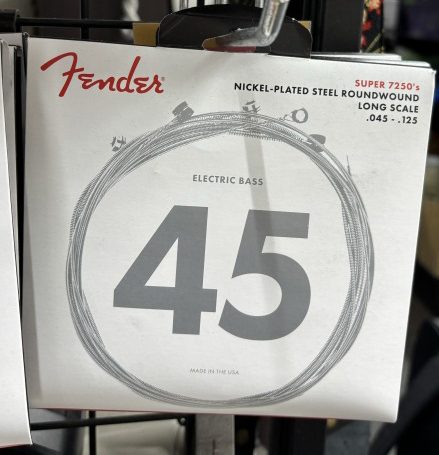 Fender
SUPER 7250's
NICKEL-PLATED STEEL ROUNDWOUND
LONG SCALE
.045 - .125
ELECTRIC BASS
45
MADE IN THE USA